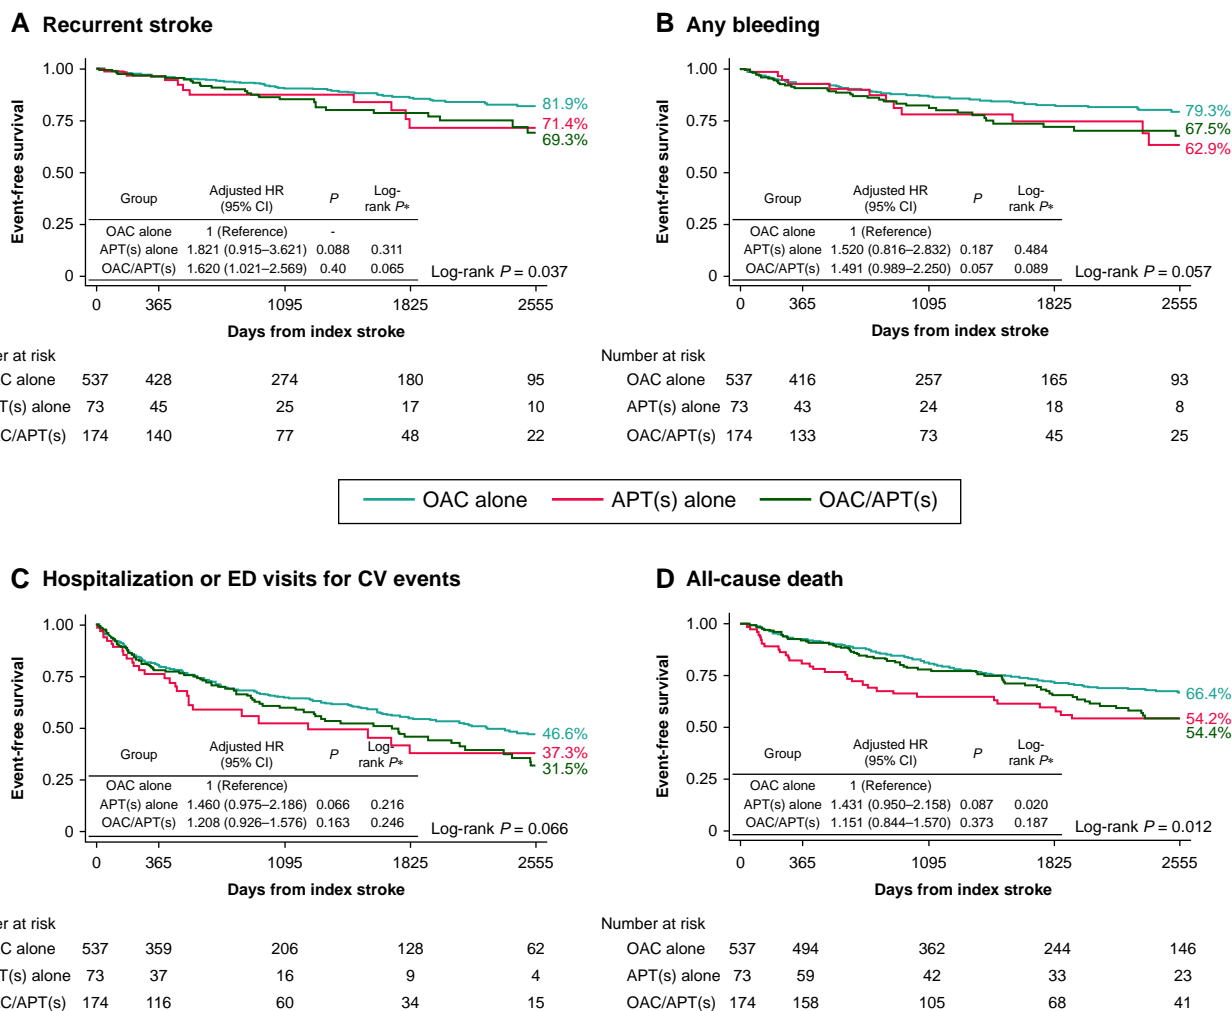 A Recurrent stroke
1.00
0.75
0.50
0.25
0
Event-free survival
81.9%
71.4%
69.3%
Group Adjusted HR (95% CI) P Log-rank P*
OAC alone 1 (Reference) -
APT(s) alone 1.821 (0.915–3.621) 0.088 0.311
OAC/APT(s) 1.620 (1.021–2.569) 0.40 0.065
Log-rank P = 0.037
0 365 1095 1825 2555
Days from index stroke
er at risk
C alone 537 428 274 180 95
T(s) alone 73 45 25 17 10
C/APT(s) 174 140 77 48 22
B Any bleeding
1.00
0.75
0.50
0.25
0
Event-free survival
79.3%
67.5%
62.9%
Group Adjusted HR (95% CI) P Log-rank P*
OAC alone 1 (Reference)
APT(s) alone 1.520 (0.816–2.832) 0.187 0.484
OAC/APT(s) 1.491 (0.989–2.250) 0.057 0.089
Log-rank P = 0.057
0 365 1095 1825 2555
Days from index stroke
Number at risk
OAC alone 537 416 257 165 93
APT(s) alone 73 43 24 18 8
OAC/APT(s) 174 133 73 45 25
OAC alone APT(s) alone OAC/APT(s)
C Hospitalization or ED visits for CV events
1.00
0.75
0.50
0.25
0
Event-free survival
46.6%
37.3%
31.5%
Group Adjusted HR (95% CI) P Log-rank P*
OAC alone 1 (Reference)
APT(s) alone 1.460 (0.975–2.186) 0.066 0.216
OAC/APT(s) 1.208 (0.926–1.576) 0.163 0.246
Log-rank P = 0.066
0 365 1095 1825 2555
Days from index stroke
er at risk
C alone 537 359 206 128 62
T(s) alone 73 37 16 9 4
C/APT(s) 174 116 60 34 15
D All-cause death
1.00
0.75
0.50
0.25
0
Event-free survival
66.4%
54.2%
54.4%
Group Adjusted HR (95% CI) P Log-rank P*
OAC alone 1 (Reference)
APT(s) alone 1.431 (0.950–2.158) 0.087 0.020
OAC/APT(s) 1.151 (0.844–1.570) 0.373 0.187
Log-rank P = 0.012
0 365 1095 1825 2555
Days from index stroke
Number at risk
OAC alone 537 494 362 244 146
APT(s) alone 73 59 42 33 23
OAC/APT(s) 174 158 105 68 41